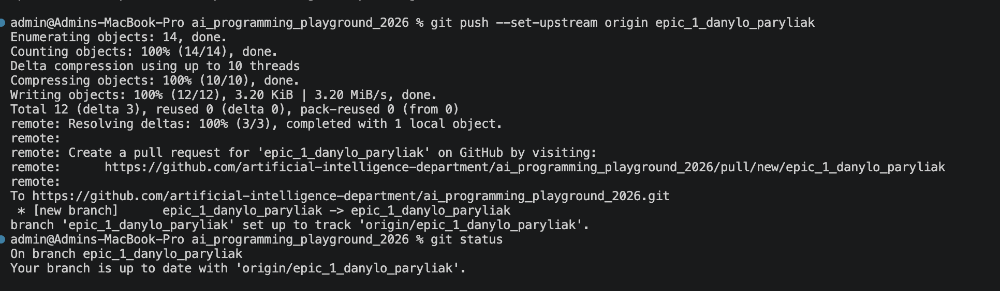 admin@Admins-MacBook-Pro ai_programming_playground_2026 % git push --set-upstream origin epic_1_danylo_paryliak
Enumerating objects: 14, done.
Counting objects: 100% (14/14), done.
Delta compression using up to 10 threads
Compressing objects: 100% (10/10), done.
Writing objects: 100% (12/12), 3.20 KiB | 3.20 MiB/s, done.
Total 12 (delta 3), reused 0 (delta 0), pack-reused 0 (from 0)
remote: Resolving deltas: 100% (3/3), completed with 1 local object.
remote:
remote: Create a pull request for 'epic_1_danylo_paryliak' on GitHub by visiting:
remote:      https://github.com/artificial-intelligence-department/ai_programming_playground_2026/pull/new/epic_1_danylo_paryliak
remote:
To https://github.com/artificial-intelligence-department/ai_programming_playground_2026.git
 * [new branch]      epic_1_danylo_paryliak -> epic_1_danylo_paryliak
branch 'epic_1_danylo_paryliak' set up to track 'origin/epic_1_danylo_paryliak'.
admin@Admins-MacBook-Pro ai_programming_playground_2026 % git status
On branch epic_1_danylo_paryliak
Your branch is up to date with 'origin/epic_1_danylo_paryliak'.